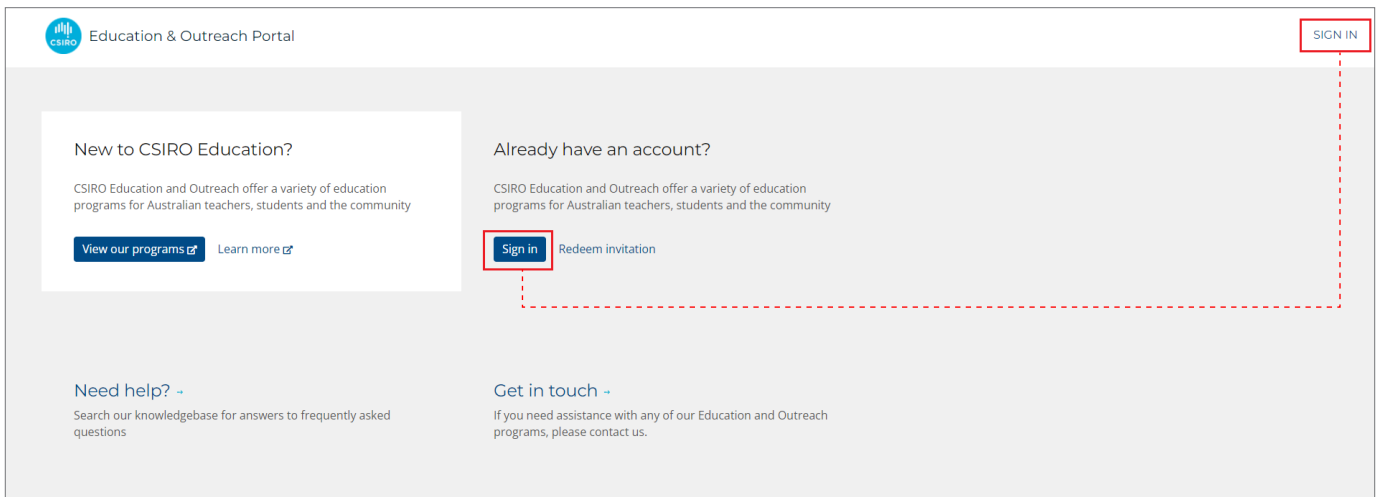 CSIRO
Education & Outreach Portal
SIGN IN
New to CSIRO Education?
CSIRO Education and Outreach offer a variety of education
programs for Australian teachers, students and the community
View our programs
Learn more
Already have an account?
CSIRO Education and Outreach offer a variety of education
programs for Australian teachers, students and the community
Sign in
Redeem invitation
Need help?
Search our knowledgebase for answers to frequently asked
questions
Get in touch
If you need assistance with any of our Education and Outreach
programs, please contact us.